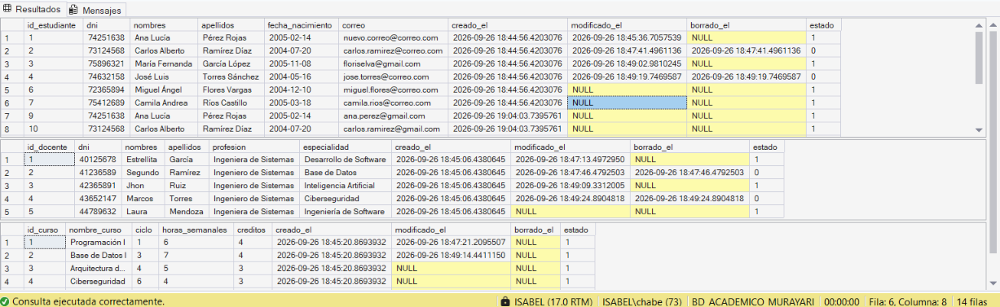 Resultados Mensajes
id_estudiante dni nombres apellidos fecha_nacimiento correo creado_el modificado_el borrado_el estado
1 1 74251638 Ana Lucía Pérez Rojas 2005-02-14 nuevo.correo@correo.com 2026-09-26 18:44:56.4203076 2026-09-26 18:45:36.7057539 NULL 1
2 2 73124568 Carlos Alberto Ramírez Díaz 2004-07-20 carlos.ramirez@correo.com 2026-09-26 18:44:56.4203076 2026-09-26 18:47:41.4961136 2026-09-26 18:47:41.4961136 0
3 3 75896321 María Fernanda García López 2005-11-08 floriselva@gmail.com 2026-09-26 18:44:56.4203076 2026-09-26 18:49:02.9810245 NULL 1
4 4 74632158 José Luis Torres Sánchez 2004-05-16 jose.torres@correo.com 2026-09-26 18:44:56.4203076 2026-09-26 18:49:19.7469587 2026-09-26 18:49:19.7469587 0
5 6 72365894 Miguel Ángel Flores Vargas 2004-12-10 miguel.flores@correo.com 2026-09-26 18:44:56.4203076 NULL NULL 1
6 7 75412689 Camila Andrea Ríos Castillo 2005-03-18 camila.rios@correo.com 2026-09-26 18:44:56.4203076 NULL NULL 1
7 9 74251638 Ana Lucía Pérez Rojas 2005-02-14 ana.perez@gmail.com 2026-09-26 19:04:03.7395761 NULL NULL 1
8 10 73124568 Carlos Alberto Ramírez Díaz 2004-07-20 carlos.ramirez@gmail.com 2026-09-26 19:04:03.7395761 NULL NULL 1
id_docente dni nombres apellidos profesion especialidad creado_el modificado_el borrado_el estado
1 1 40125678 Estrellita García Ingeniera de Sistemas Desarrollo de Software 2026-09-26 18:45:06.4380645 2026-09-26 18:47:13.4972950 NULL 1
2 2 41236589 Segundo Ramírez Ingeniero de Sistemas Base de Datos 2026-09-26 18:45:06.4380645 2026-09-26 18:47:46.4792503 2026-09-26 18:47:46.4792503 0
3 3 42365891 Jhon Ruiz Ingeniero de Sistemas Inteligencia Artificial 2026-09-26 18:45:06.4380645 2026-09-26 18:49:09.3312005 NULL 1
4 4 43652147 Marcos Torres Ingeniero de Sistemas Ciberseguridad 2026-09-26 18:45:06.4380645 2026-09-26 18:49:24.8904818 2026-09-26 18:49:24.8904818 0
5 5 44789632 Laura Mendoza Ingeniera de Sistemas Ingeniería de Software 2026-09-26 18:45:06.4380645 NULL NULL 1
id_curso nombre_curso ciclo horas_semanales creditos creado_el modificado_el borrado_el estado
1 1 Programación I 1 6 4 2026-09-26 18:45:20.8693932 2026-09-26 18:47:21.2095507 NULL 1
2 2 Base de Datos I 3 7 4 2026-09-26 18:45:20.8693932 2026-09-26 18:49:14.4411150 NULL 1
3 3 Arquitectura d... 4 5 3 2026-09-26 18:45:20.8693932 NULL NULL 1
4 4 Ciberseguridad 6 4 3 2026-09-26 18:45:20.8693932 NULL NULL 1
Consulta ejecutada correctamente. ISABEL (17.0 RTM) ISABEL\chabe (73) BD_ACADEMICO_MURAYARI 00:00:00 Fila: 6, Columna: 8 14 filas